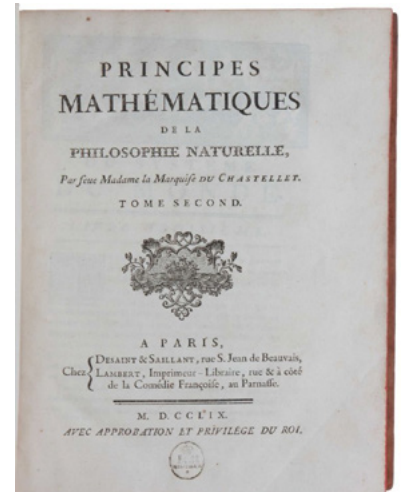 PRINCIPES
MATHÉMATIQUES
DE LA
PHILOSOPHIE NATURELLE,
Par feue Madame la Marquise DU CHASTELLET.
TOME SECOND.
A PARIS,
Chez
DESAINT & SAILLANT, rue S. Jean de Beauvais,
LAMBERT, Imprimeur-Libraire, rue & à côté
de la Comédie Françoise, au Parnasse.
M. D. CCLIX.
AVEC APPROBATION ET PRIVILÉGE DU ROI.